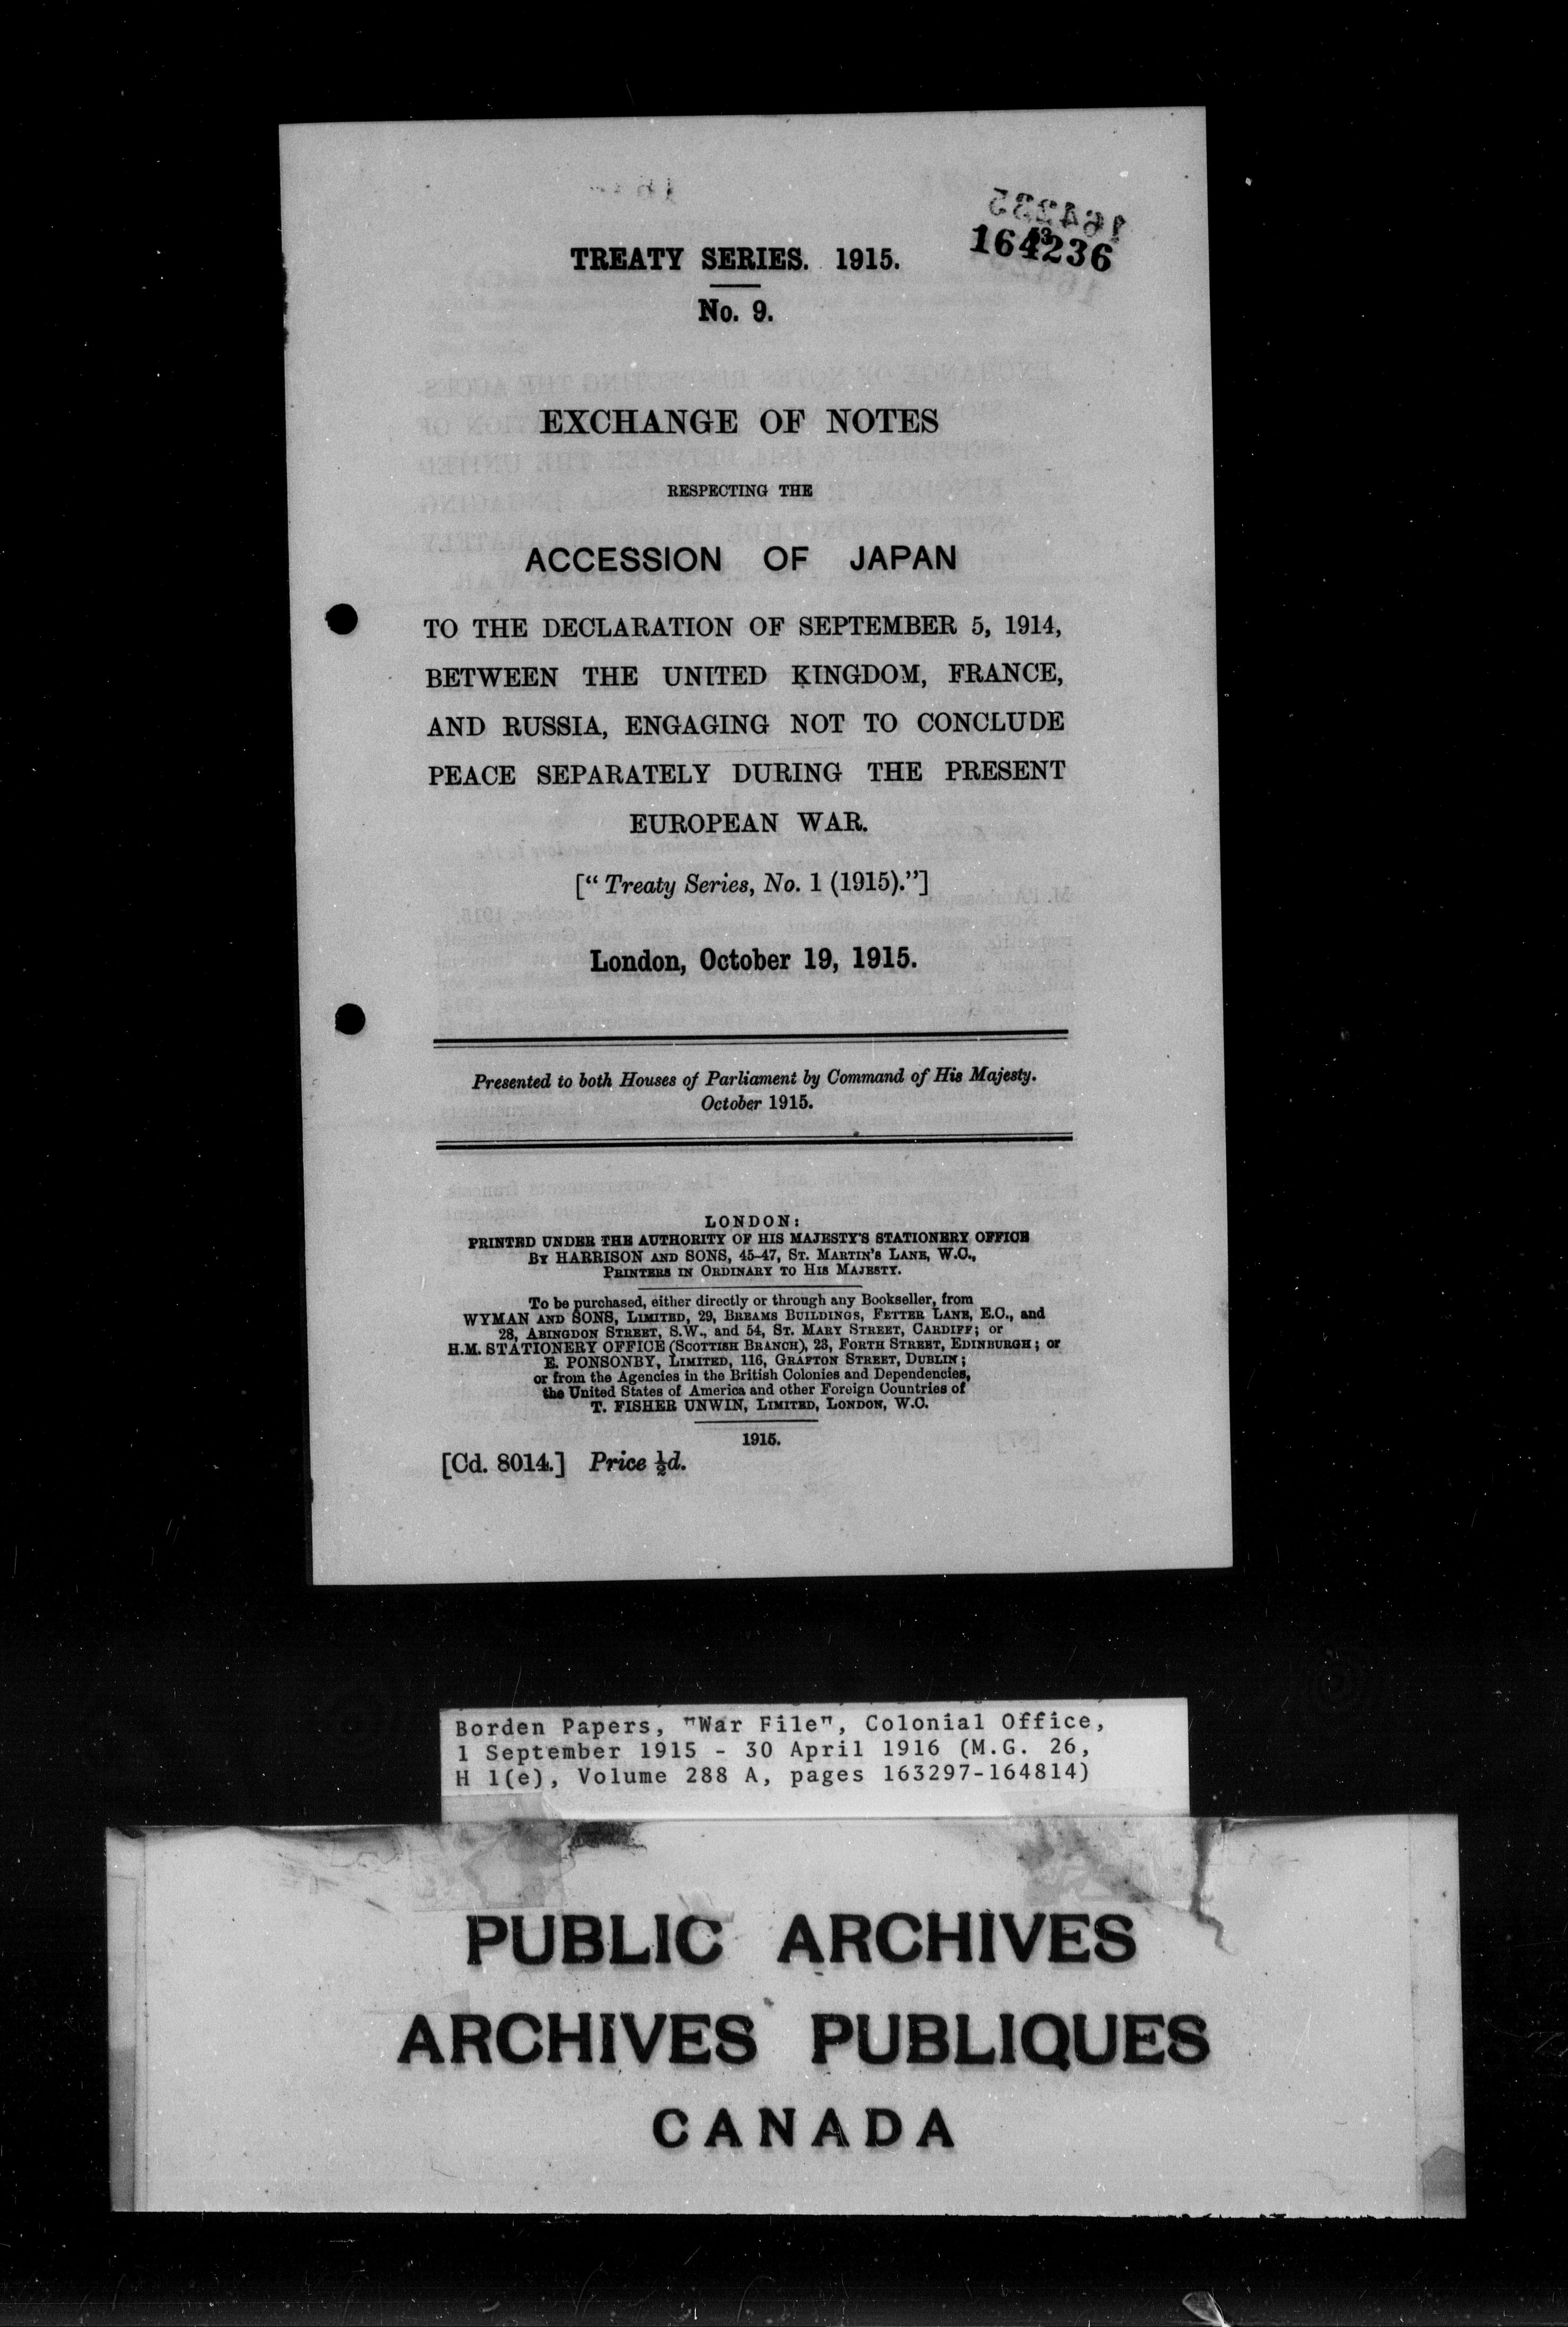 164235
164236
TREATY SERIES. 1915.
No. 9.
EXCHANGE OF NOTES
RESPECTING THE
ACCESSION OF JAPAN
TO THE DECLARATION OF SEPTEMBER 5, 1914,
BETWEEN THE UNITED KINGDOM, FRANCE,
AND RUSSIA, ENGAGING NOT TO CONCLUDE
PEACE SEPARATELY DURING THE PRESENT
EUROPEAN WAR.
[“Treaty Series, No. 1 (1915).”]
London, October 19, 1915.
Presented to both Houses of Parliament by Command of His Majesty.
October 1915.
LONDON:
PRINTED UNDER THE AUTHORITY OF HIS MAJESTY'S STATIONERY OFFICE
BY HARRISON AND SONS, 45-47, ST. MARTIN'S LANE, W.C.,
PRINTERS IN ORDINARY TO HIS MAJESTY.
To be purchased, either directly or through any Bookseller, from
WYMAN AND SONS, LIMITED, 29, BREAMS BUILDINGS, FETTER LANE, E.C., and
28, ABINGDON STREET, S.W., and 54, ST. MARY STREET, CARDIFF; or
H.M. STATIONERY OFFICE (SCOTTISH BRANCH), 23, FORTH STREET, EDINBURGH; or
E. PONSONBY, LIMITED, 116, GRAFTON STREET, DUBLIN;
or from the Agencies in the British Colonies and Dependencies,
the United States of America and other Foreign Countries of
T. FISHER UNWIN, LIMITED, LONDON, W.C.
1915.
[Cd. 8014.] Price ½d.
Borden Papers, "War File", Colonial Office,
1 September 1915 - 30 April 1916 (M.G. 26,
H 1(e), Volume 288 A, pages 163297-164814)
PUBLIC ARCHIVES
ARCHIVES PUBLIQUES
CANADA